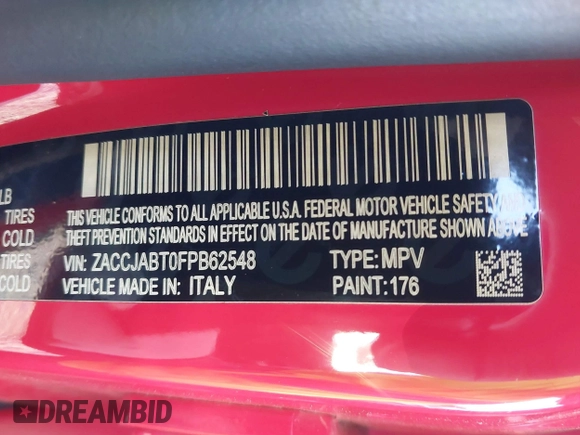 LB
TIRES
COLD
TIRES
COLD
THIS VEHICLE CONFORMS TO ALL APPLICABLE U.S.A. FEDERAL MOTOR VEHICLE SAFETY, AND
THEFT PREVENTION STANDARDS IN EFFECT ON THE DATE OF MANUFACTURE SHOWN ABOVE
VIN: ZACCJABT0FPB62548 TYPE: MPV
VEHICLE MADE IN: ITALY PAINT: 176
DREAMBID